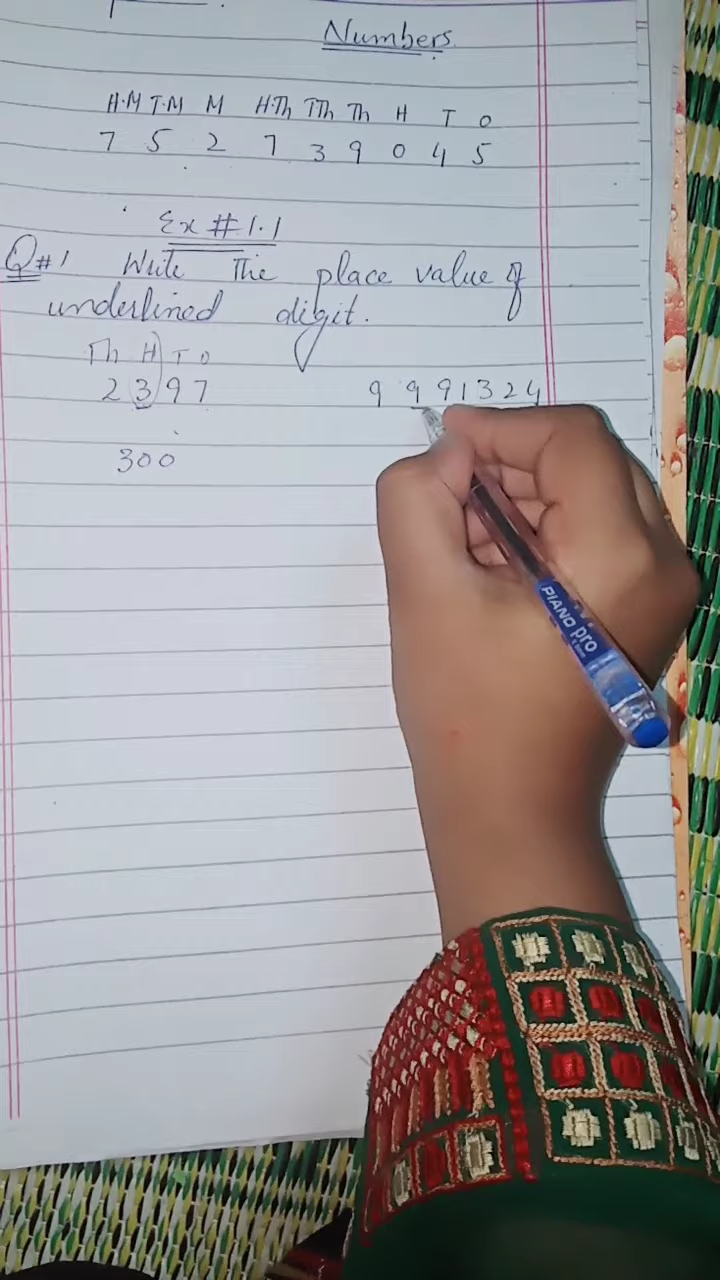 Numbers
H.M T.M M H.Th TTh Th H T O
7 5 2 7 3 9 0 4 5
Ex # 1.1
Q#1 Write The place value of
underlined digit.
Th H T O
2 3 9 7
9 9 9 1 3 2 4
300
PIANO pro